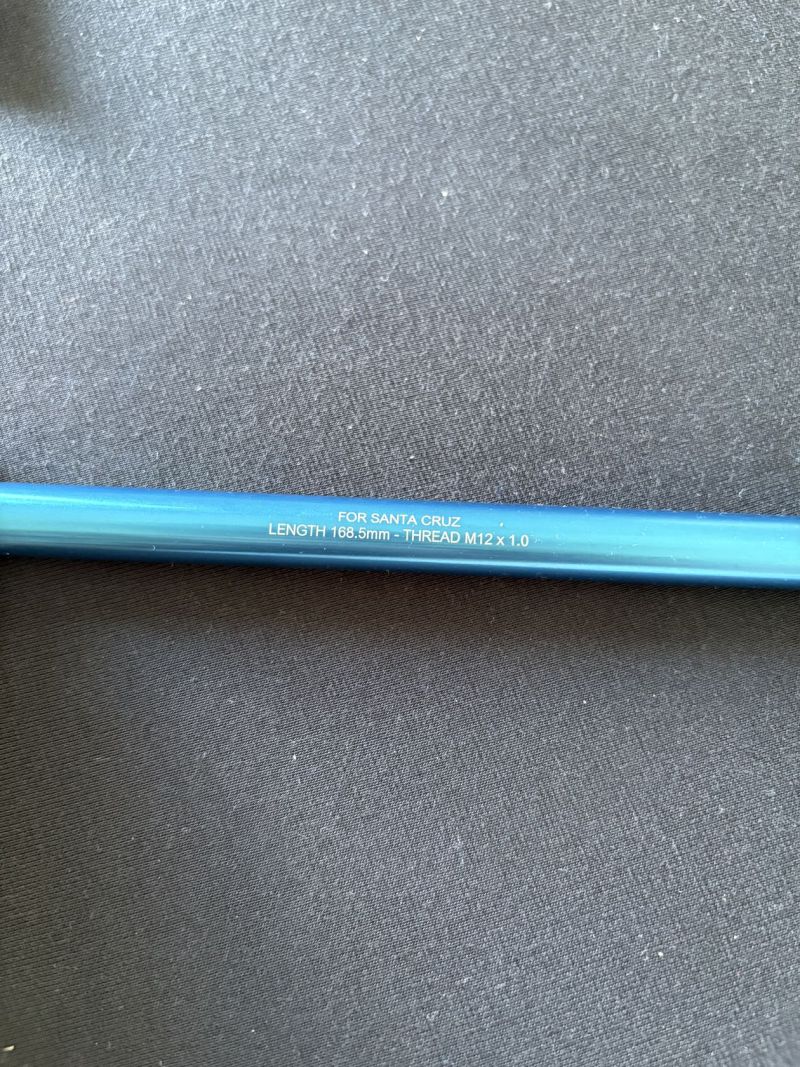 FOR SANTA CRUZ
LENGTH 168.5mm - THREAD M12 x 1.0